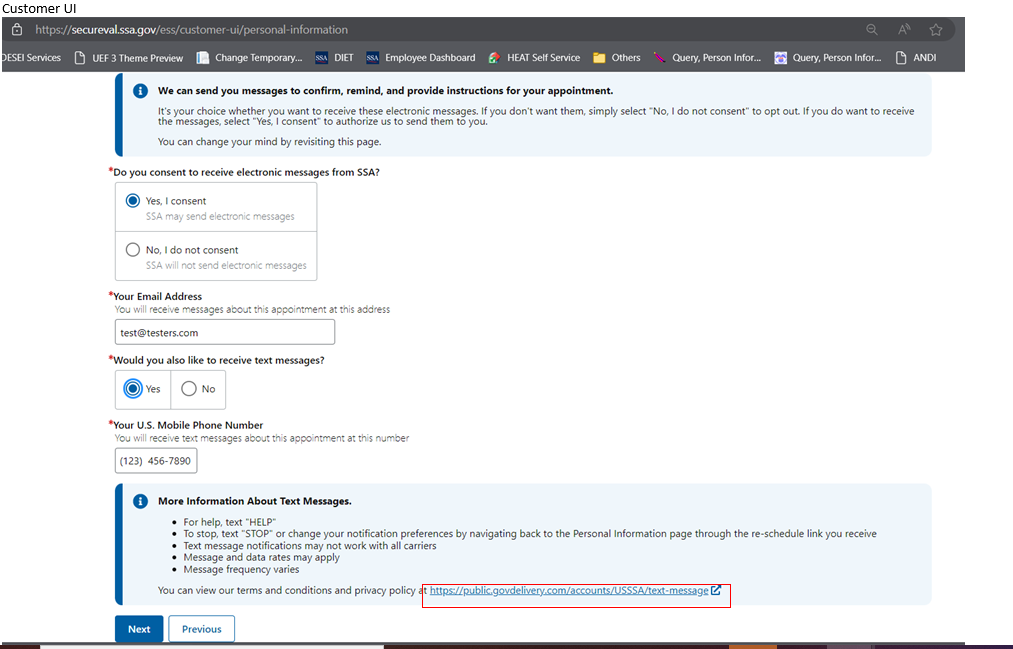 Customer UI
https://secureval.ssa.gov/ess/customer-ui/personal-information
DESEI Services UEF 3 Theme Preview Change Temporary... SSA DIET SSA Employee Dashboard HEAT Self Service Others Query, Person Infor... Query, Person Infor... ANDI
We can send you messages to confirm, remind, and provide instructions for your appointment.
It's your choice whether you want to receive these electronic messages. If you don't want them, simply select "No, I do not consent" to opt out. If you do want to receive
the messages, select "Yes, I consent" to authorize us to send them to you.
You can change your mind by revisiting this page.
*Do you consent to receive electronic messages from SSA?
Yes, I consent
SSA may send electronic messages
No, I do not consent
SSA will not send electronic messages
*Your Email Address
You will receive messages about this appointment at this address
test@testers.com
*Would you also like to receive text messages?
Yes No
*Your U.S. Mobile Phone Number
You will receive text messages about this appointment at this number
(123) 456-7890
More Information About Text Messages.
• For help, text "HELP"
• To stop, text "STOP" or change your notification preferences by navigating back to the Personal Information page through the re-schedule link you receive
• Text message notifications may not work with all carriers
• Message and data rates may apply
• Message frequency varies
You can view our terms and conditions and privacy policy at https://public.govdelivery.com/accounts/USSSA/text-message
Next Previous